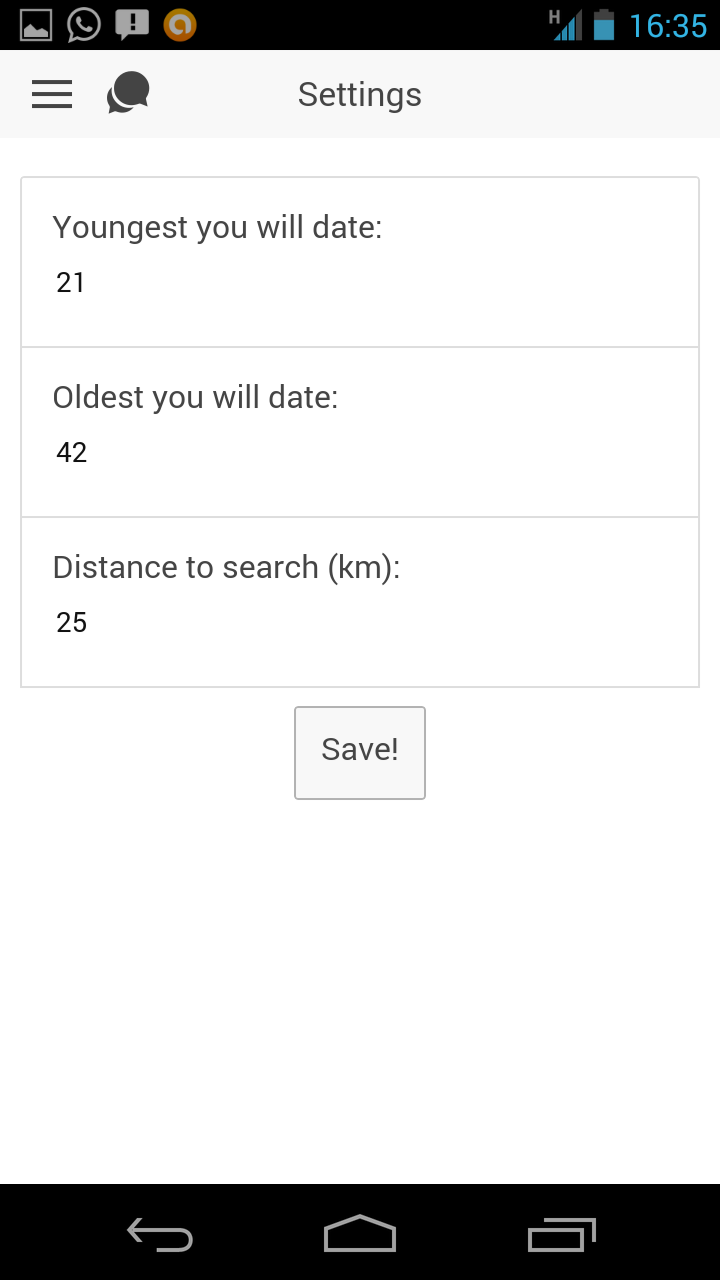 H 16:35
Settings
Youngest you will date:
21
Oldest you will date:
42
Distance to search (km):
25
Save!